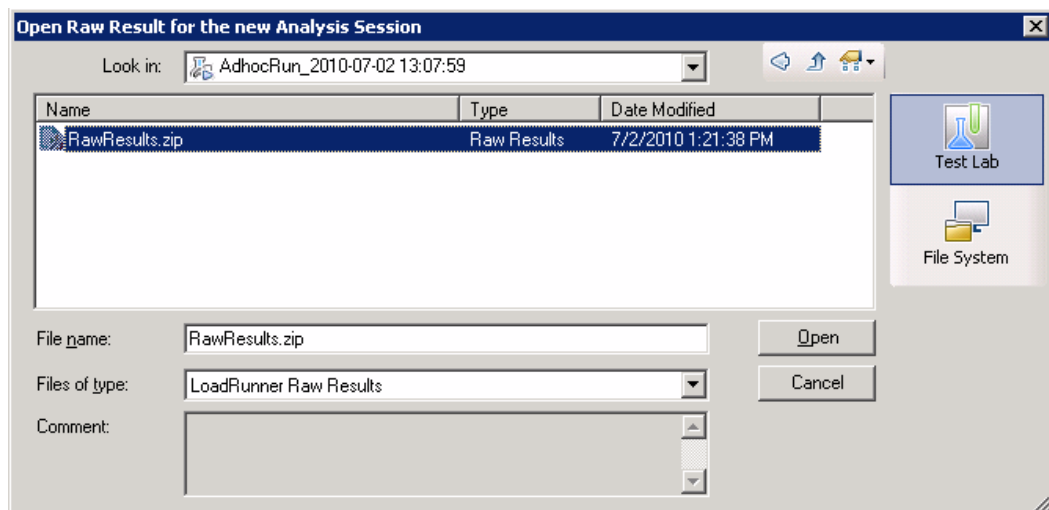 Open Raw Result for the new Analysis Session
Look in: AdhocRun_2010-07-02 13:07:59
Name Type Date Modified
RawResults.zip Raw Results 7/2/2010 1:21:38 PM
Test Lab
File System
File name: RawResults.zip Open
Files of type: LoadRunner Raw Results Cancel
Comment: